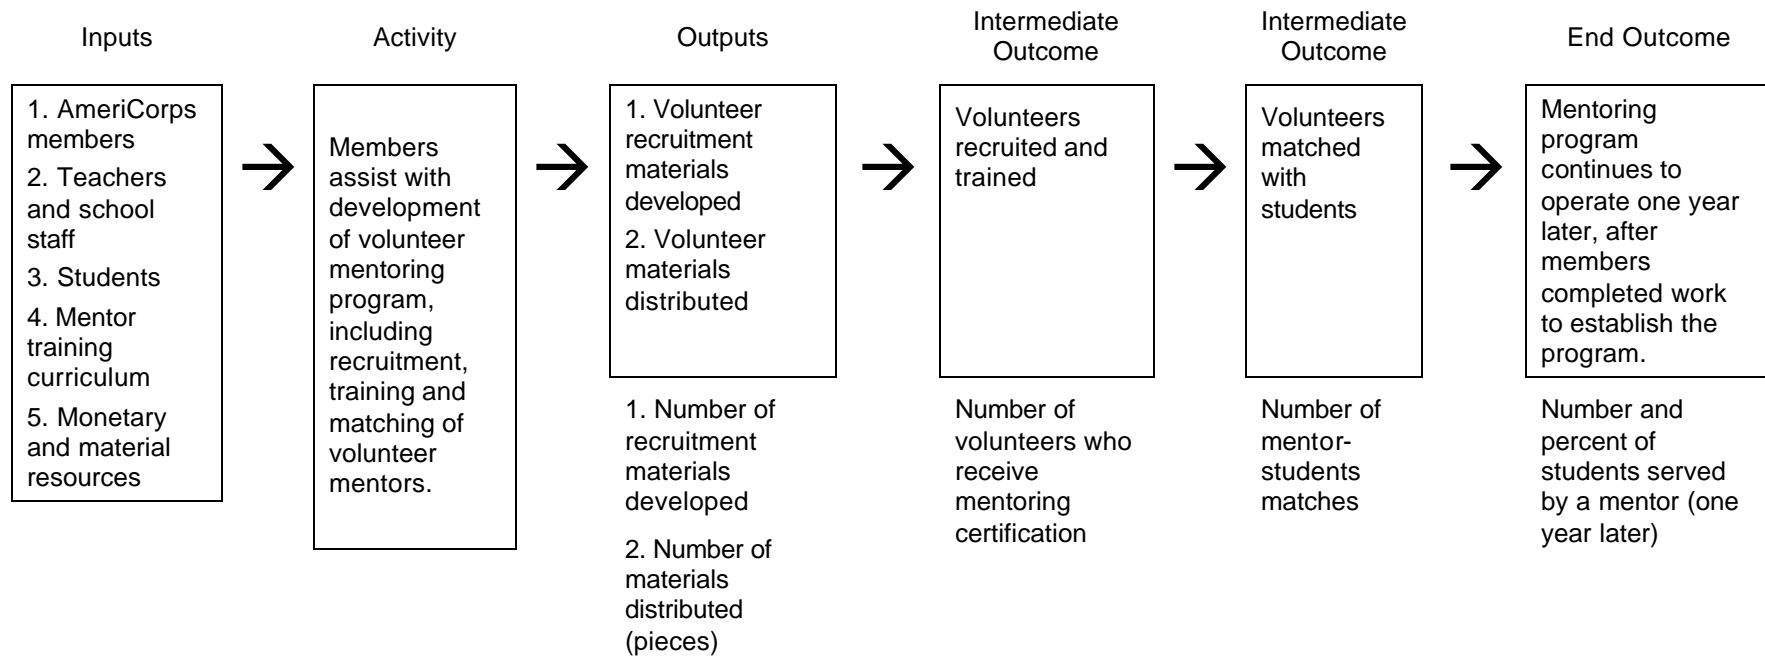 Inputs
Activity
Outputs
Intermediate
Outcome
Intermediate
Outcome
End Outcome
1. AmeriCorps
members
2. Teachers
and school
staff
3. Students
4. Mentor
training
curriculum
5. Monetary
and material
resources
Members
assist with
development
of volunteer
mentoring
program,
including
recruitment,
training and
matching of
volunteer
mentors.
1. Volunteer
recruitment
materials
developed
2. Volunteer
materials
distributed
Volunteers
recruited and
trained
Volunteers
matched
with
students
Mentoring
program
continues to
operate one year
later, after
members
completed work
to establish the
program.
1. Number of
recruitment
materials
developed
2. Number of
materials
distributed
(pieces)
Number of
volunteers who
receive
mentoring
certification
Number of
mentor-
students
matches
Number and
percent of
students served
by a mentor (one
year later)